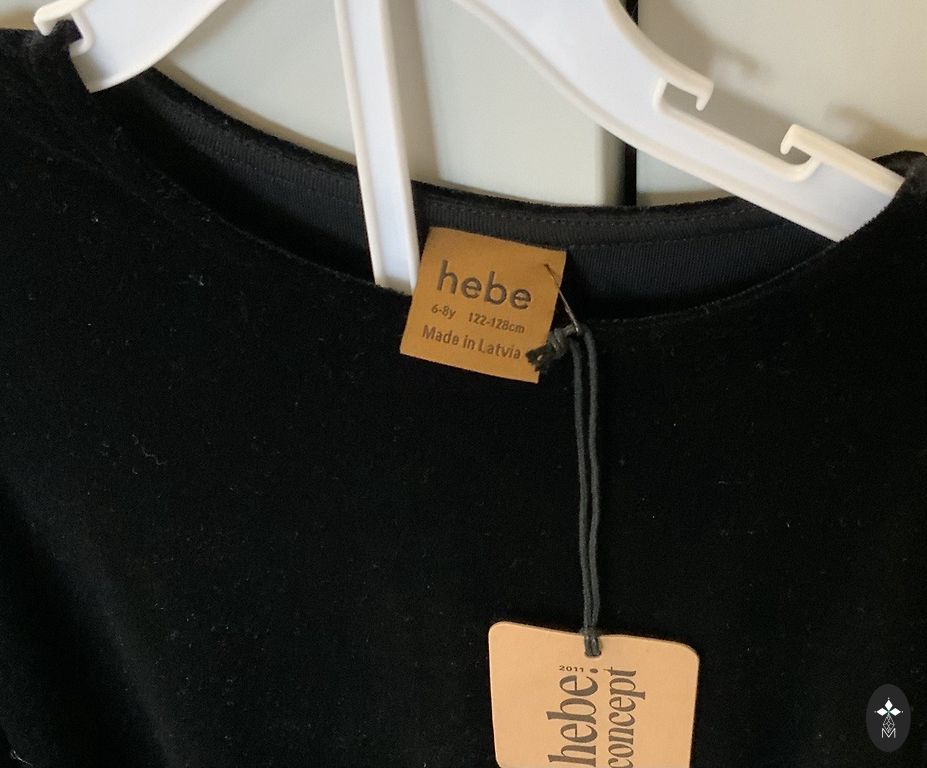 hebe
6-8y 122-128cm
Made in Latvia
2011
hebe:
concept
M